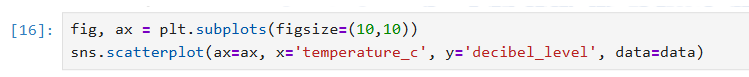 [16]: fig, ax = plt.subplots(figsize=(10,10))
sns.scatterplot(ax=ax, x='temperature_c', y='decibel_level', data=data)